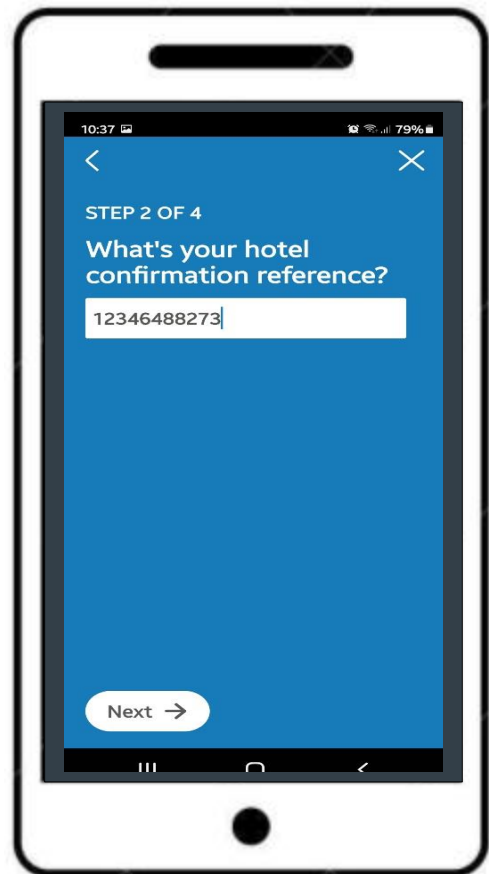 10:37 79%
STEP 2 OF 4
What's your hotel
confirmation reference?
12346488273
Next →